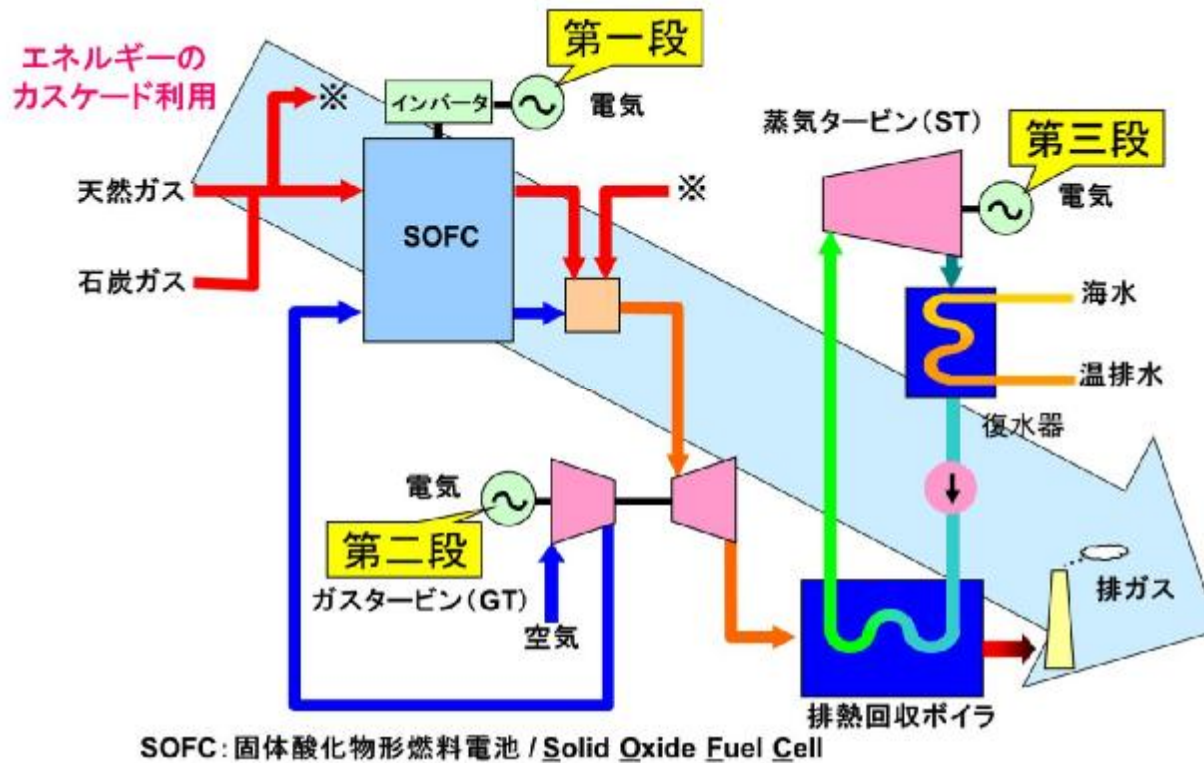 エネルギーの
カスケード利用
※
インバータ
第一段
電気
天然ガス
石炭ガス
SOFC
※
蒸気タービン(ST)
第三段
電気
海水
温排水
復水器
電気
第二段
ガスタービン(GT)
空気
排熱回収ボイラ
排ガス
SOFC:固体酸化物形燃料電池 / Solid Oxide Fuel Cell